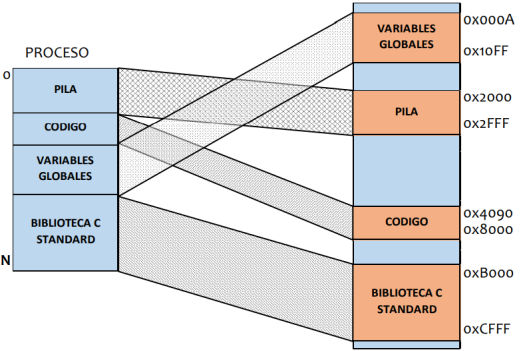 PROCESO
0
PILA
CODIGO
VARIABLES
GLOBALES
BIBLIOTECA C
STANDARD
N
VARIABLES
GLOBALES
0x000A
0x10FF
PILA
0x2000
0x2FFF
CODIGO
0x4090
0x8000
BIBLIOTECA C
STANDARD
0xB000
0xCFFF